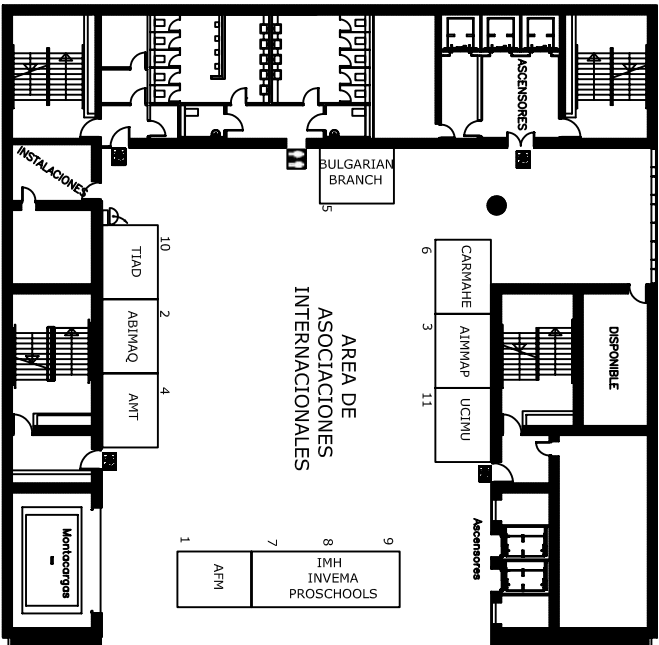 ASCENSORES
INSTALACIONES
BULGARIAN
BRANCH
5
10
TIAD
2
ABIMAQ
4
AMT
6
CARMAHE
3
AIMMAP
11
UCIMU
DISPONIBLE
AREA DE
ASOCIACIONES
INTERNACIONALES
Montacargas
Ascensores
1
7
8
9
AFM
IMH
INVEMA
PROSCHOOLS